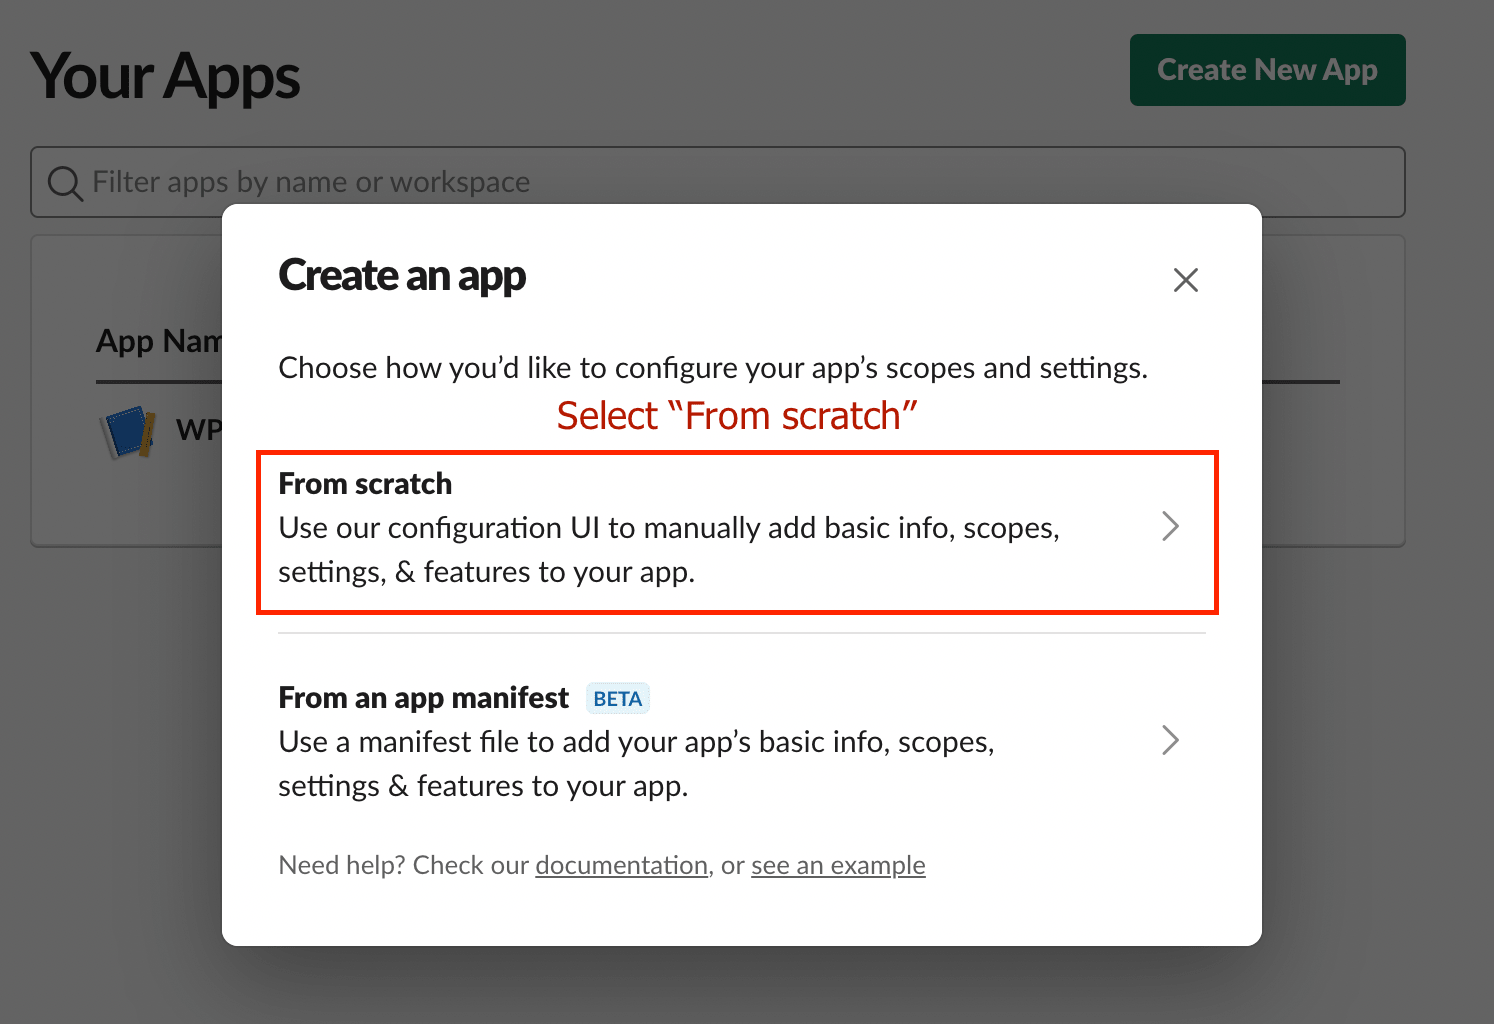 Your Apps
Create New App
Filter apps by name or workspace
Create an app
App Nam
Choose how you’d like to configure your app’s scopes and settings.
Select “From scratch”
WP
From scratch
Use our configuration UI to manually add basic info, scopes,
settings, & features to your app.
From an app manifest BETA
Use a manifest file to add your app’s basic info, scopes,
settings & features to your app.
Need help? Check our documentation, or see an example